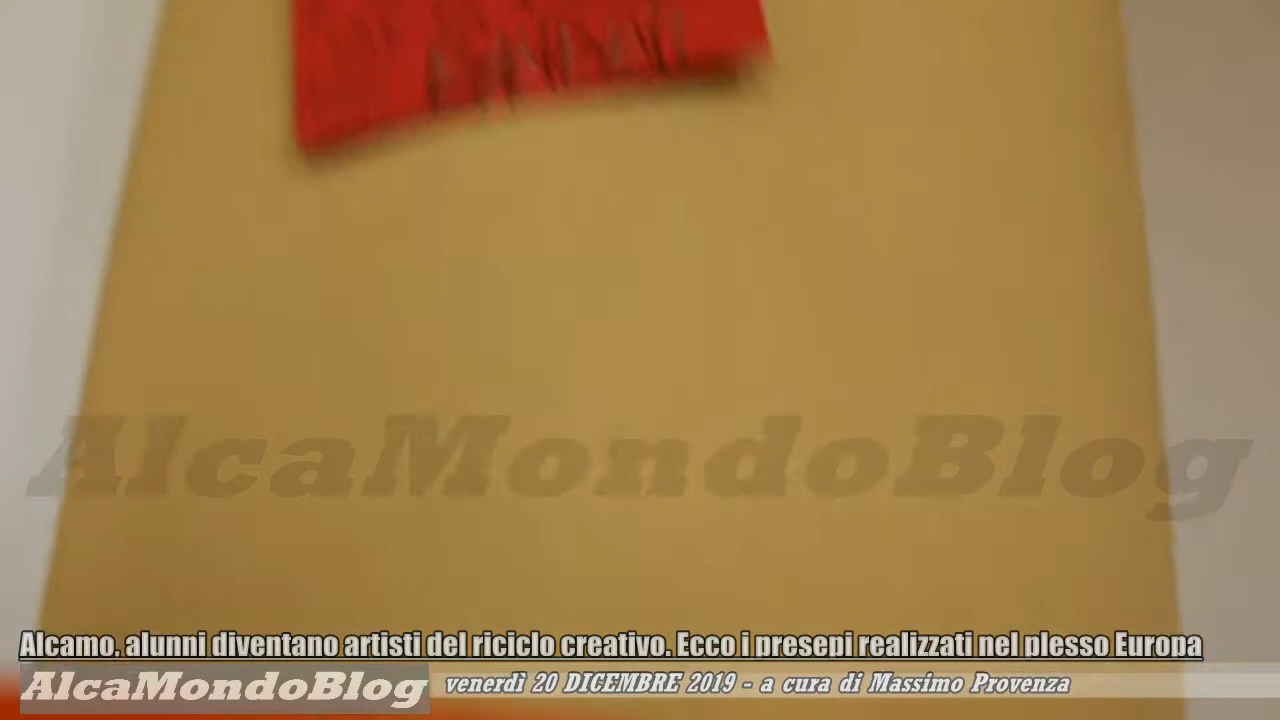 AlcaMondoBlog
Alcamo, alunni diventano artisti del riciclo creativo. Ecco i presepi realizzati nel plesso Europa
AlcaMondoBlog
venerdì 20 DICEMBRE 2019 - a cura di Massimo Provenza